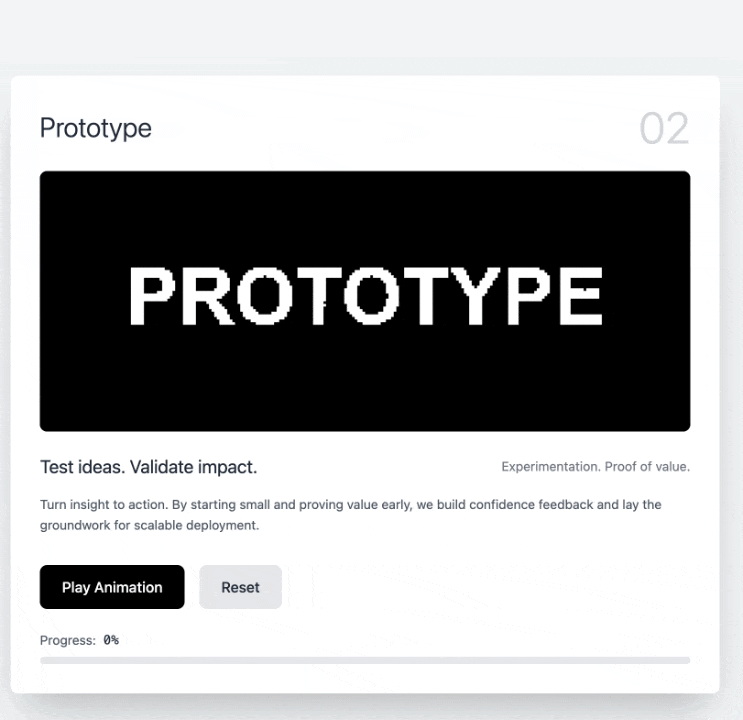 Prototype
02
PROTOTYPE
Test ideas. Validate impact.
Experimentation. Proof of value.
Turn insight to action. By starting small and proving value early, we build confidence feedback and lay the
groundwork for scalable deployment.
Play Animation
Reset
Progress: 0%